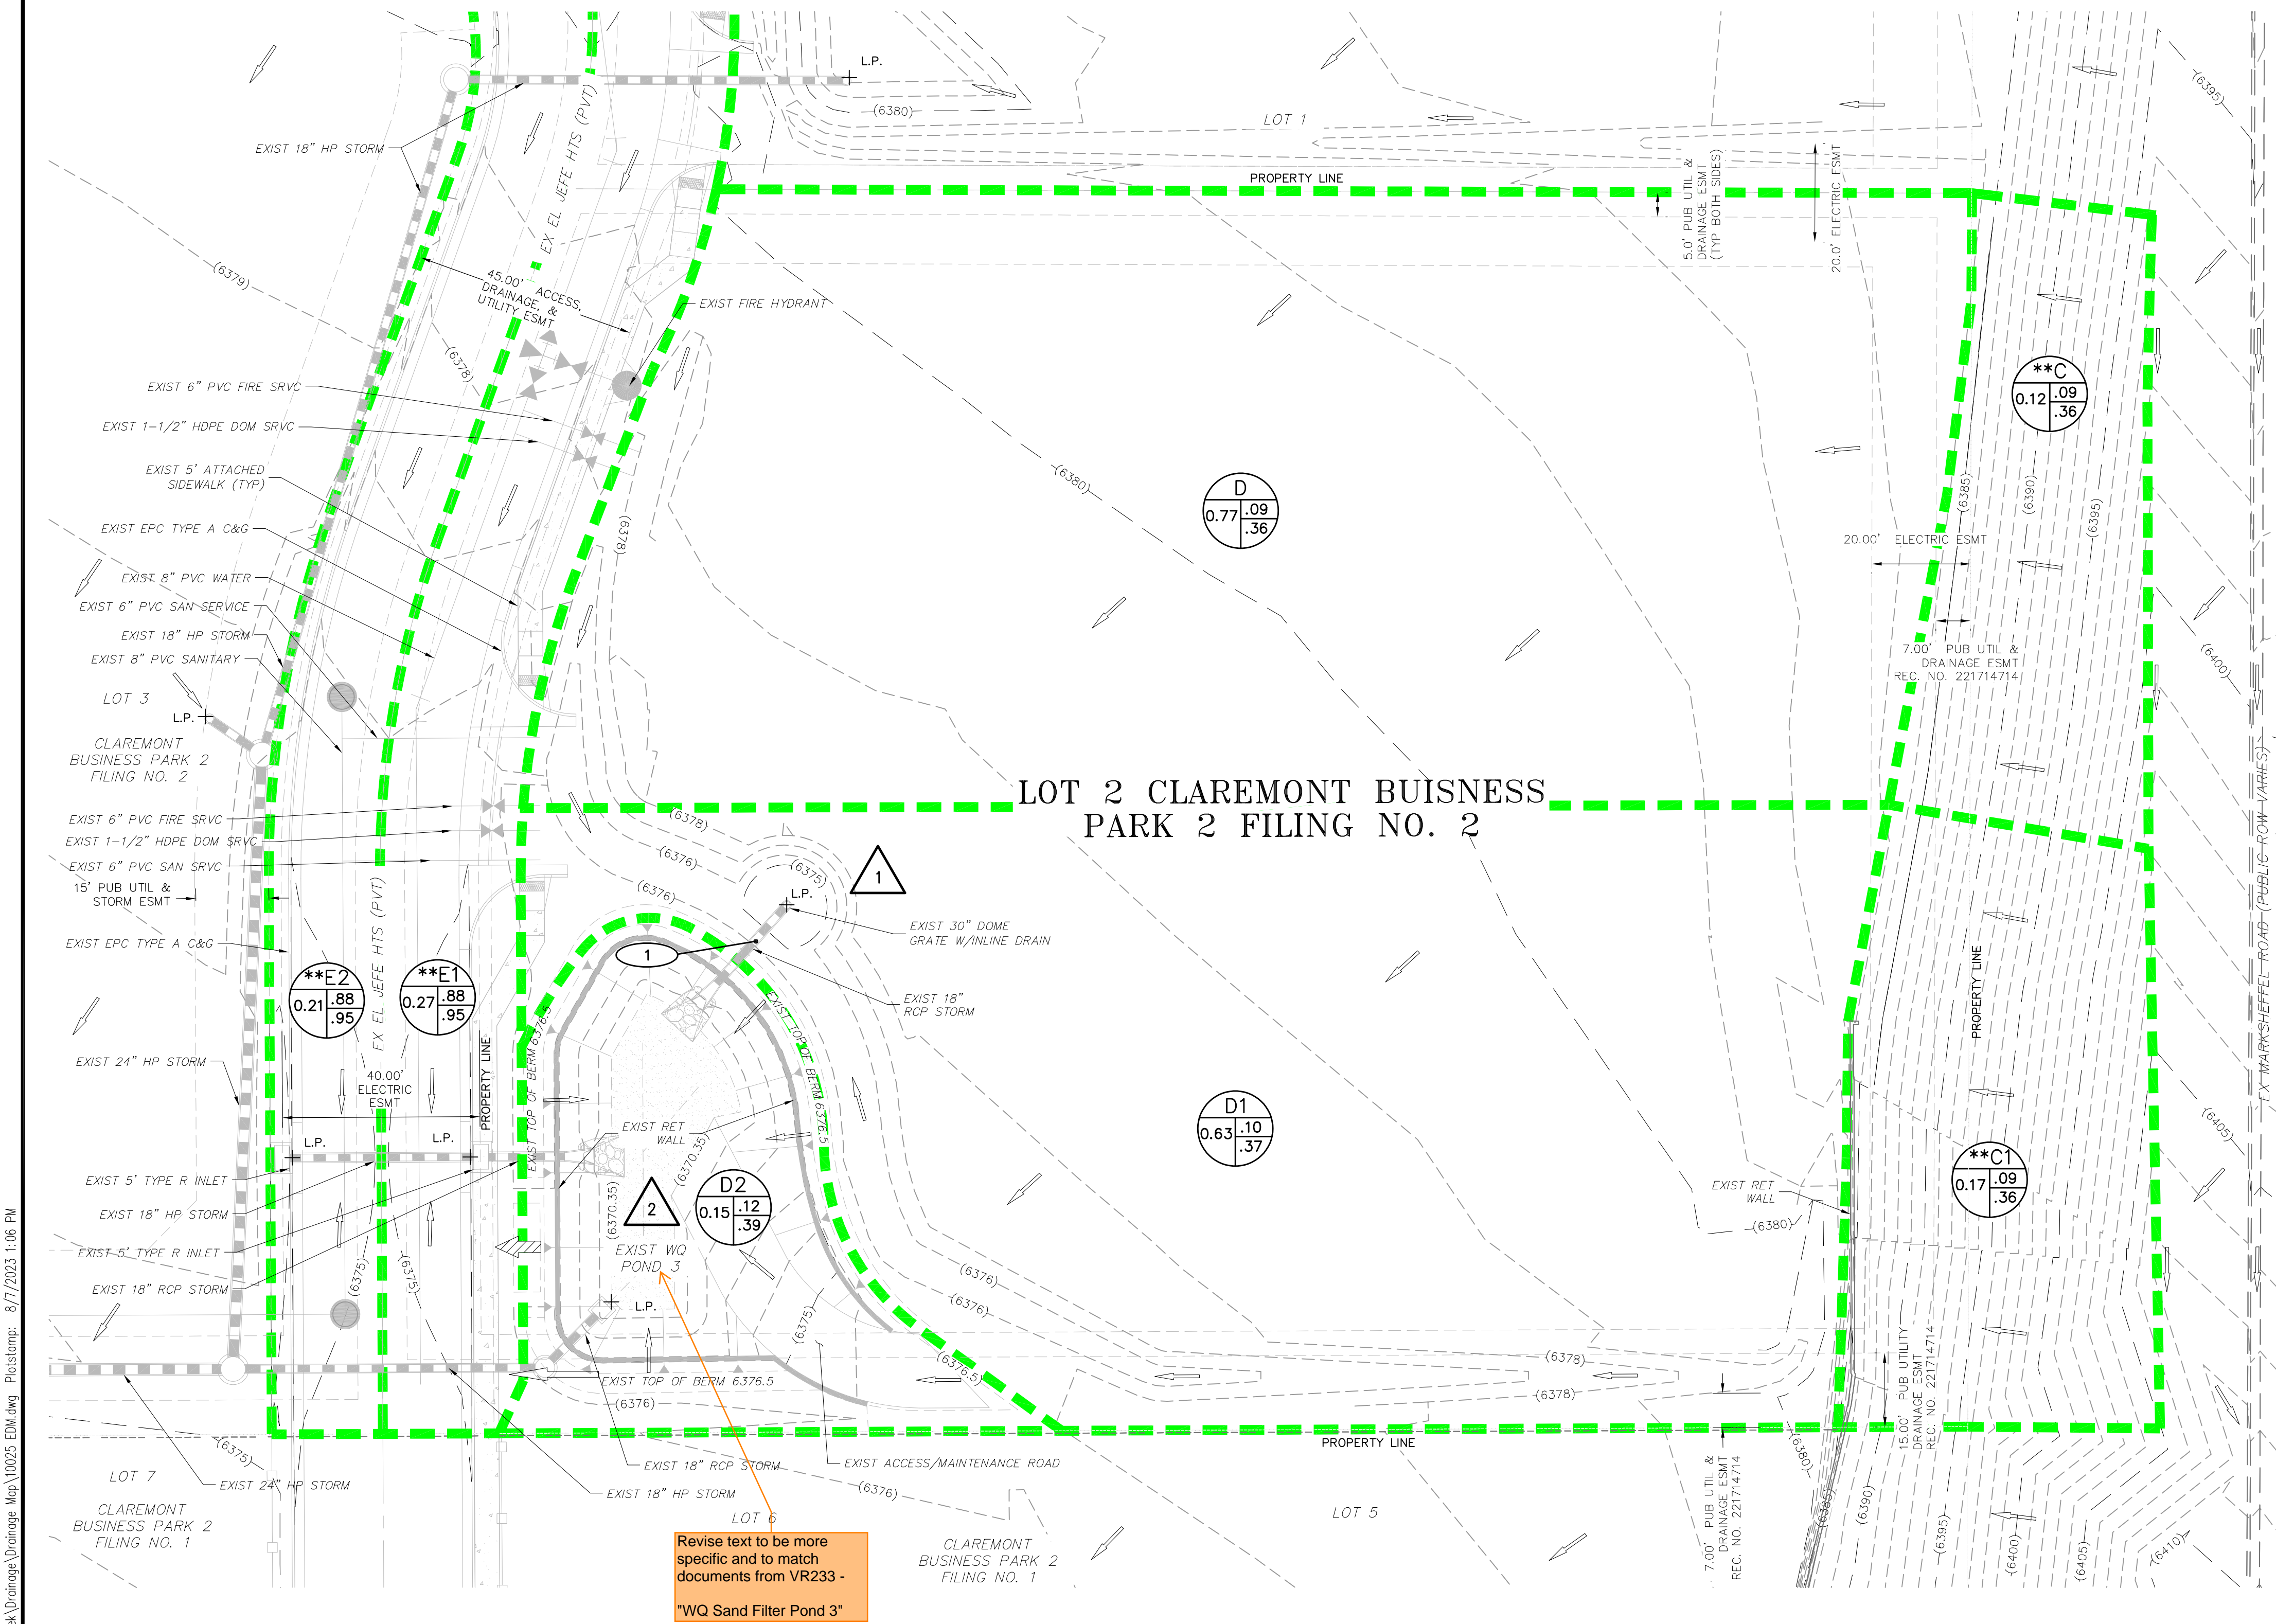 L.P.
(6380)
LOT 1
(6395)
EXIST 18" HP STORM
EX EL JEFE HTS (PVT)
PROPERTY LINE
5.0' PUB UTIL &
DRAINAGE ESMT
(TYP BOTH SIDES)
20.0' ELECTRIC ESMT
(6379)
45.00' ACCESS,
DRAINAGE, &
UTILITY ESMT
EXIST FIRE HYDRANT
(6378)
EXIST 6" PVC FIRE SRVC
EXIST 1-1/2" HDPE DOM SRVC
**C
0.12
.09
.36
EXIST 5' ATTACHED
SIDEWALK (TYP)
(6380)
D
0.77
.09
.36
(6385)
(6390)
(6395)
EXIST EPC TYPE A C&G
(6378)
20.00' ELECTRIC ESMT
EXIST 8" PVC WATER
EXIST 6" PVC SAN SERVICE
EXIST 18" HP STORM
EXIST 8" PVC SANITARY
7.00' PUB UTIL &
DRAINAGE ESMT
REC. NO. 221714714
(6400)
LOT 3
L.P.
CLAREMONT
BUSINESS PARK 2
FILING NO. 2
LOT 2 CLAREMONT BUISNESS
PARK 2 FILING NO. 2
EX MARKSHEFFEL ROAD (PUBLIC ROW VARIES)
EXIST 6" PVC FIRE SRVC
EXIST 1-1/2" HDPE DOM SRVC
EXIST 6" PVC SAN SRVC
(6378)
(6376)
(6376)
(6375)
1
L.P.
15' PUB UTIL &
STORM ESMT
EXIST 30" DOME
GRATE W/INLINE DRAIN
EXIST EPC TYPE A C&G
1
EX EL JEFE HTS (PVT)
**E2
0.21
.88
.95
**E1
0.27
.88
.95
EXIST 18"
RCP STORM
PROPERTY LINE
EXIST TOP OF BERM 6376.5
EXIST TOP OF BERM 6376.5
EXIST 24" HP STORM
40.00'
ELECTRIC
ESMT
PROPERTY LINE
L.P.
L.P.
EXIST RET
WALL
D1
0.63
.10
.37
(6405)
EXIST 5' TYPE R INLET
(6370.35)
(6370.35)
D2
0.15
.12
.39
**C1
0.17
.09
.36
EXIST RET
WALL
EXIST 18" HP STORM
2
(6380)
EXIST 5' TYPE R INLET
EXIST WQ
POND 3
EXIST 18" RCP STORM
(6375)
(6375)
(6376)
(6376)
L.P.
(6375)
(6376.5)
(6378)
(6378)
EXIST TOP OF BERM 6376.5
(6376)
15.00' PUB UTILITY
DRAINAGE ESMT
REC. NO. 221714714
PROPERTY LINE
(6375)
LOT 7
EXIST 24" HP STORM
EXIST 18" RCP STORM
EXIST ACCESS/MAINTENANCE ROAD
EXIST 18" HP STORM
(6376)
(6380)
(6385)
(6390)
(6395)
(6400)
(6405)
(6410)
7.00' PUB UTIL &
DRAINAGE ESMT
REC. NO. 221714714
CLAREMONT
BUSINESS PARK 2
FILING NO. 1
LOT 6
LOT 5
CLAREMONT
BUSINESS PARK 2
FILING NO. 1
Revise text to be more
specific and to match
documents from VR233 -
"WQ Sand Filter Pond 3"
ek\Drainage\Drainage Map\10025 EDM.dwg Plotstamp: 8/7/2023 1:06 PM